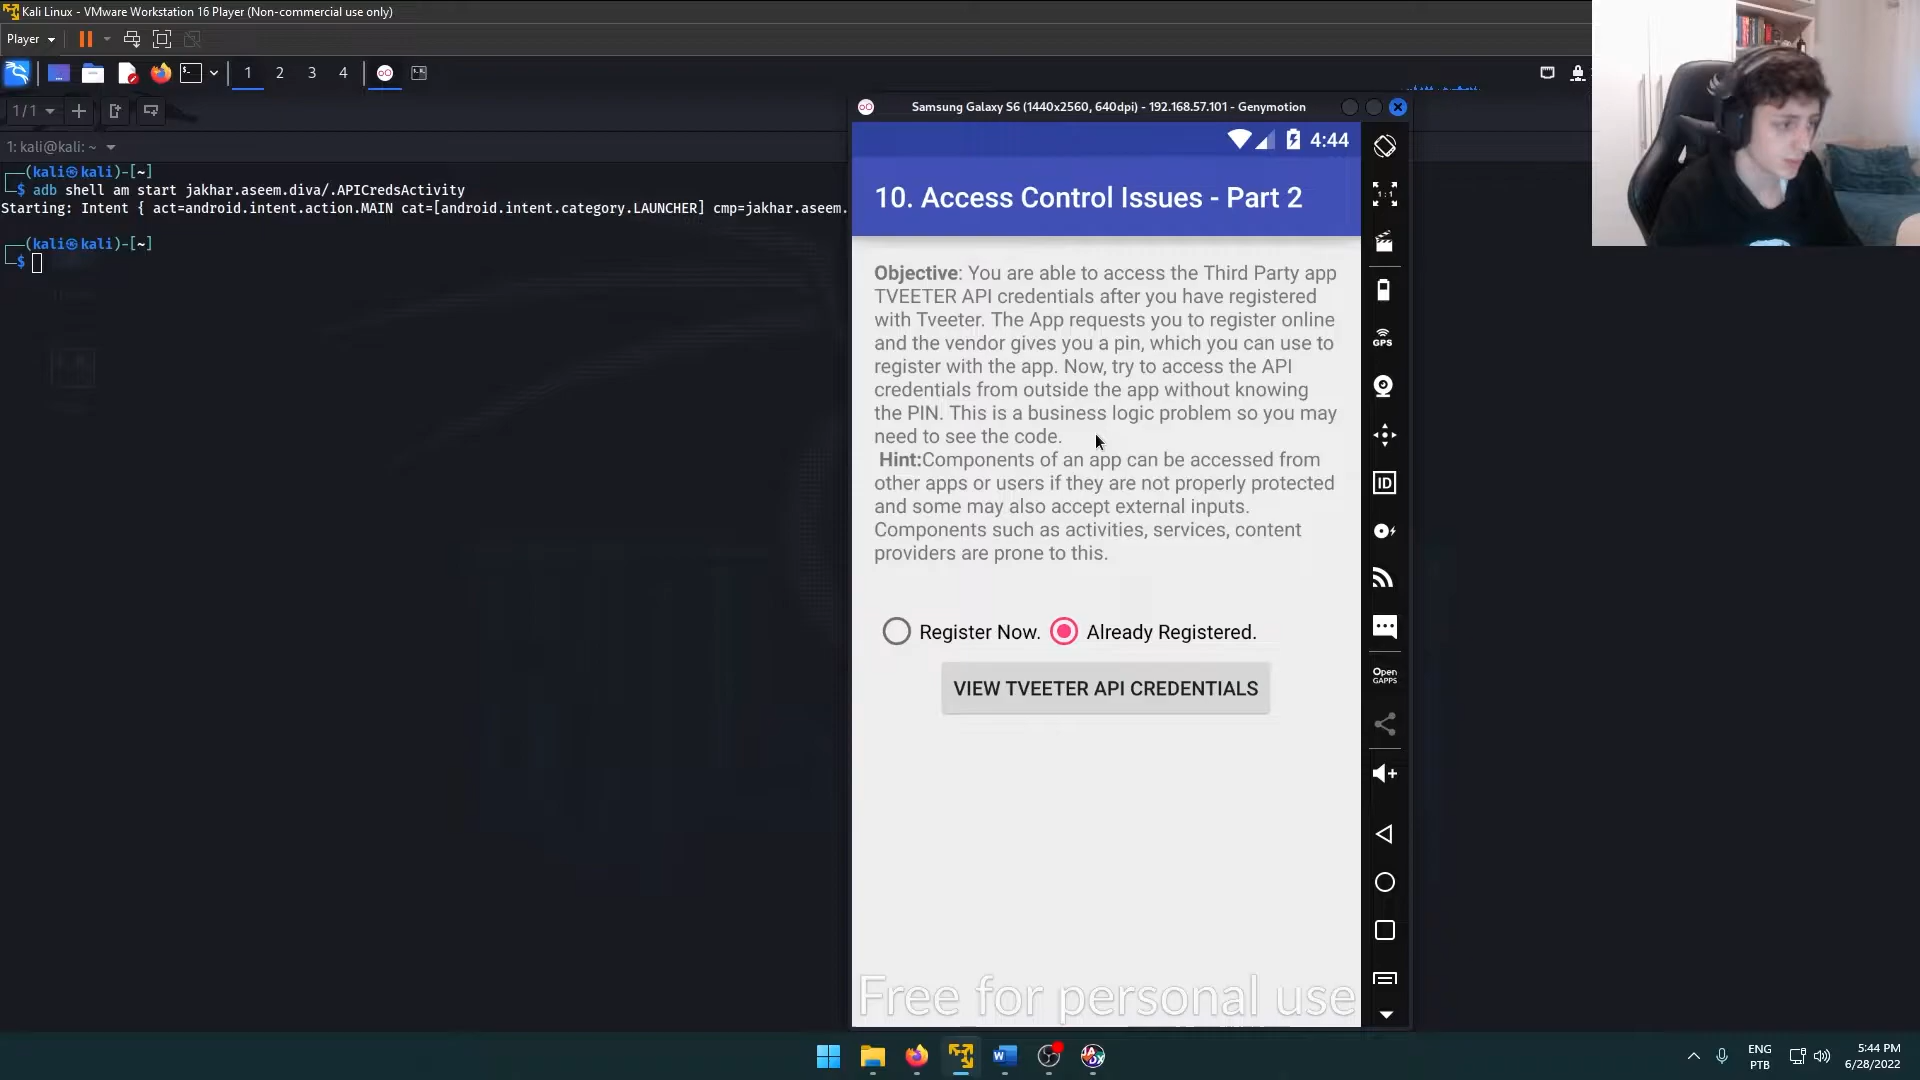 Kali Linux - VMware Workstation 16 Player (Non-commercial use only)
Player
1 2 3 4
1/1
1: kali@kali: ~
(kali㉿kali)-[~]
$ adb shell am start jakhar.aseem.diva/.APICredsActivity
Starting: Intent { act=android.intent.action.MAIN cat=[android.intent.category.LAUNCHER] cmp=jakhar.aseem.
(kali㉿kali)-[~]
$
Samsung Galaxy S6 (1440x2560, 640dpi) - 192.168.57.101 - Genymotion
4:44
10. Access Control Issues - Part 2
Objective: You are able to access the Third Party app
TVEETER API credentials after you have registered
with Tveeter. The App requests you to register online
and the vendor gives you a pin, which you can use to
register with the app. Now, try to access the API
credentials from outside the app without knowing
the PIN. This is a business logic problem so you may
need to see the code.
Hint:Components of an app can be accessed from
other apps or users if they are not properly protected
and some may also accept external inputs.
Components such as activities, services, content
providers are prone to this.
Register Now. Already Registered.
VIEW TVEETER API CREDENTIALS
Free for personal use
1:1
GPS
ID
Open
GAPPS
ENG
PTB
5:44 PM
6/28/2022